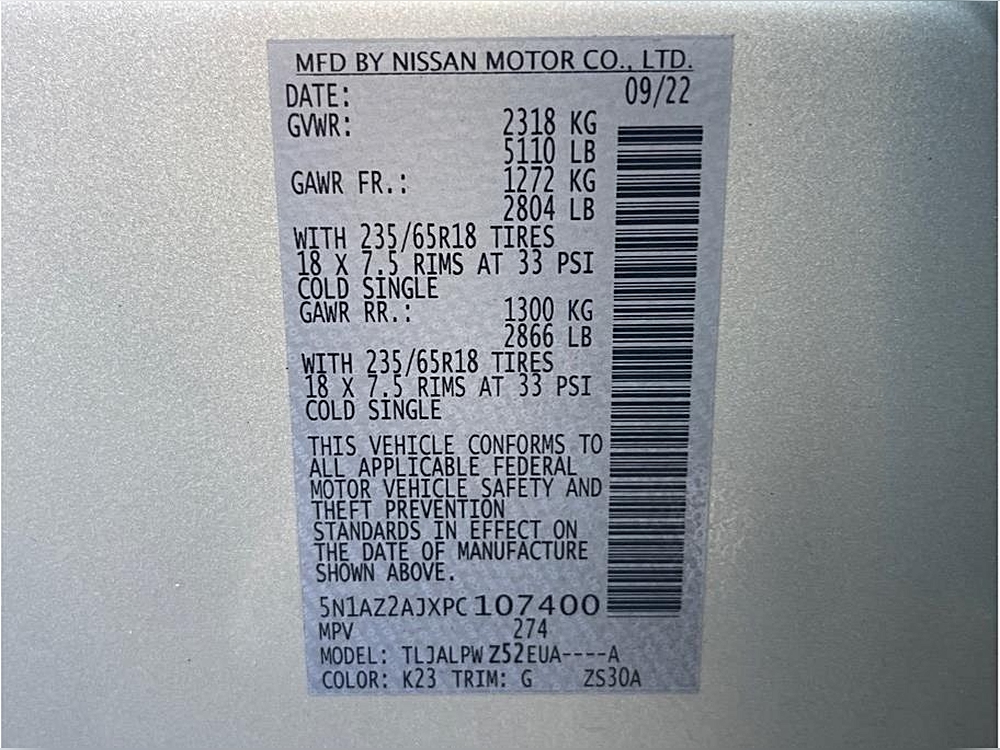 MFD BY NISSAN MOTOR CO., LTD.
DATE: 09/22
GVWR: 2318 KG
5110 LB
GAWR FR.: 1272 KG
2804 LB
WITH 235/65R18 TIRES
18 X 7.5 RIMS AT 33 PSI
COLD SINGLE
GAWR RR.: 1300 KG
2866 LB
WITH 235/65R18 TIRES
18 X 7.5 RIMS AT 33 PSI
COLD SINGLE
THIS VEHICLE CONFORMS TO
ALL APPLICABLE FEDERAL
MOTOR VEHICLE SAFETY AND
THEFT PREVENTION
STANDARDS IN EFFECT ON
THE DATE OF MANUFACTURE
SHOWN ABOVE.
5N1AZ2AJXPC107400
MPV 274
MODEL: TLJALPWZ52EUA----A
COLOR: K23 TRIM: G ZS30A